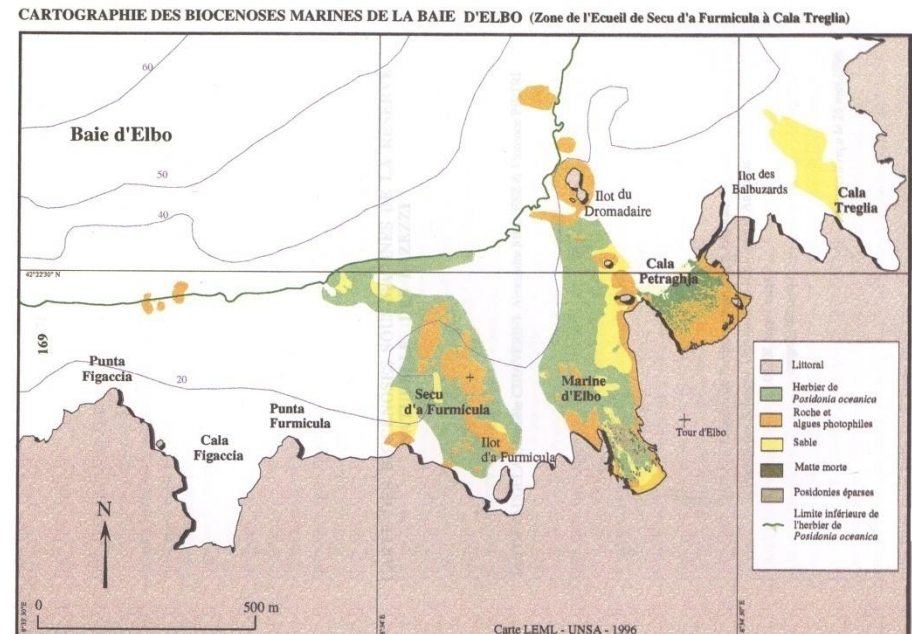 CARTOGRAPHIE DES BIOCENOSES MARINES DE LA BAIE D'ELBO (Zone de l'Ecueil de Secu d'a Furmicula à Cala Treglia)
60
Baie d'Elbo
50
40
Ilot du
Dromadaire
Ilot des
Balbuzards
Cala
Treglia
Cala
Petraghja
42°22'30" N
169
Punta
Figaccia
20
Punta
Furmicula
Cala
Figaccia
Secu
d'a Furmicula
Ilot
d'a Furmicula
Marine
d'Elbo
Tour d'Elbo
Littoral
Herbier de
Posidonia oceanica
Roche et
algues photophiles
Sable
Matte morte
Posidonies éparses
Limite inférieure de
l'herbier de
Posidonia oceanica
N
0
500 m
Carte LEML - UNSA - 1996